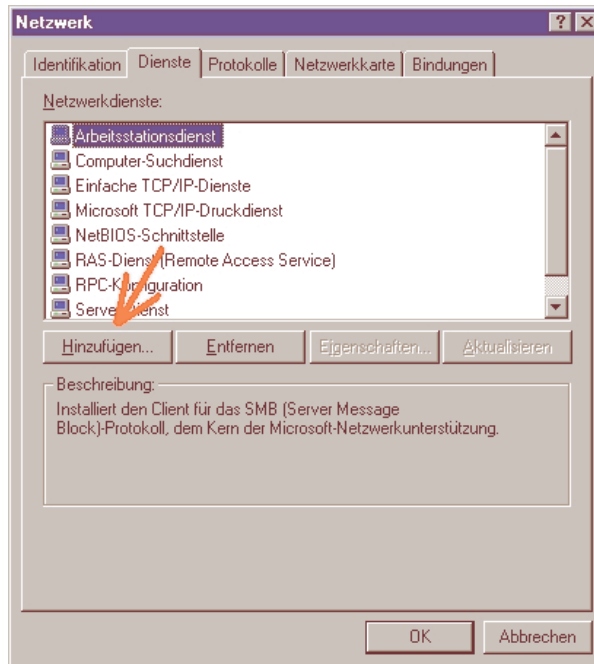 Netzwerk
Identifikation Dienste Protokolle Netzwerkkarte Bindungen
Netzwerkdienste:
Arbeitsstationsdienst
Computer-Suchdienst
Einfache TCP/IP-Dienste
Microsoft TCP/IP-Druckdienst
NetBIOS-Schnittstelle
RAS-Dienst (Remote Access Service)
RPC-Konfiguration
Serverdienst
Hinzufügen... Entfernen Eigenschaften... Aktualisieren
Beschreibung:
Installiert den Client für das SMB (Server Message
Block)-Protokoll, dem Kern der Microsoft-Netzwerkunterstützung.
OK Abbrechen